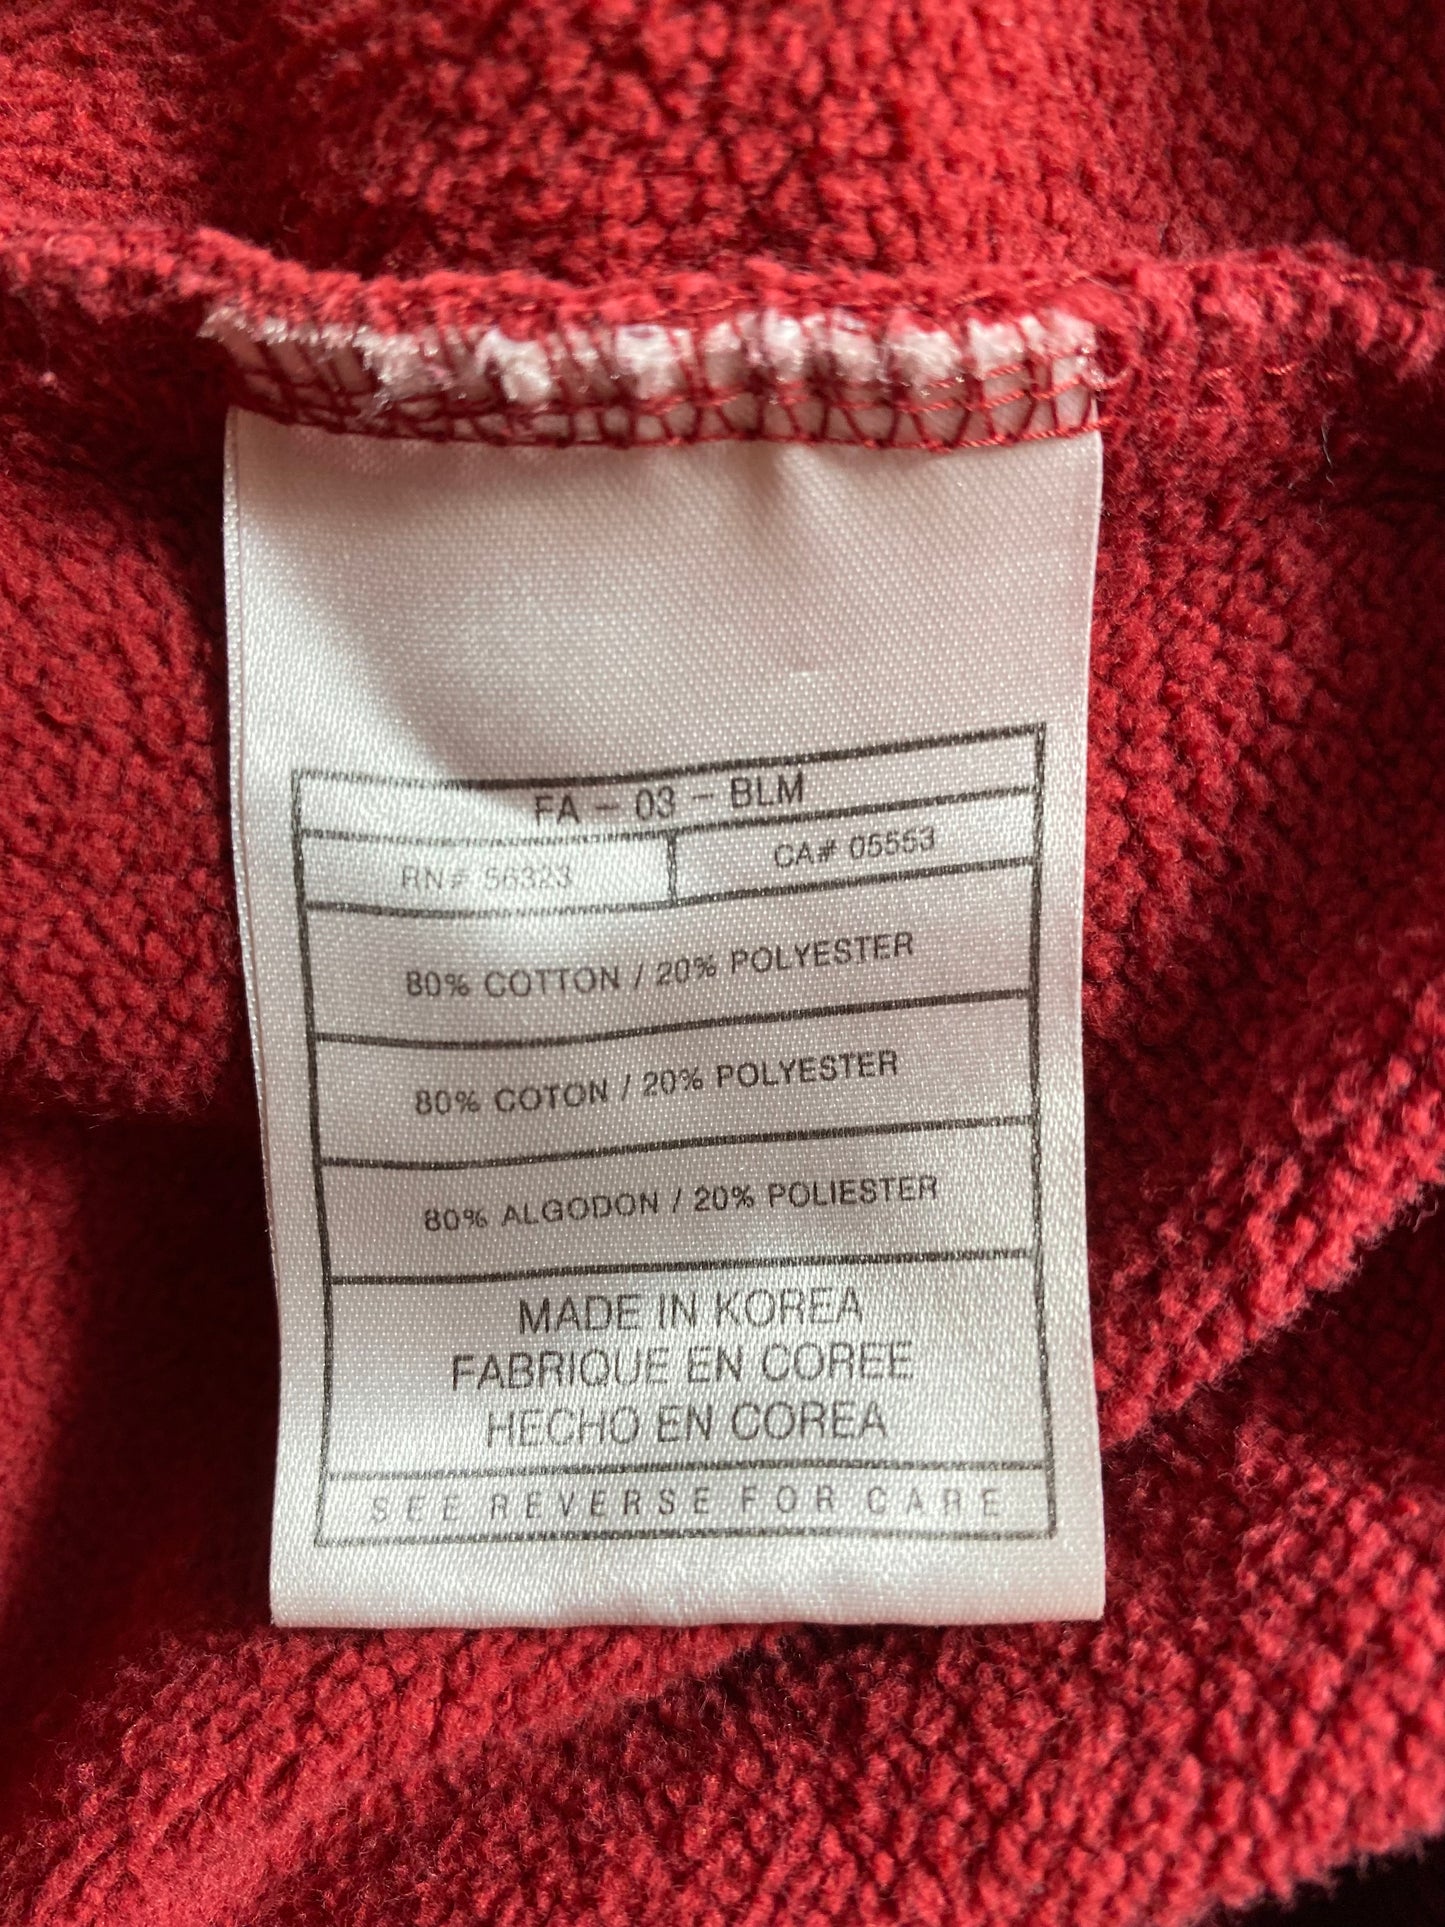 FA - 03 - BLM
RN# 56323
CA# 05553
80% COTTON / 20% POLYESTER
80% COTON / 20% POLYESTER
80% ALGODON / 20% POLIESTER
MADE IN KOREA
FABRIQUE EN COREE
HECHO EN COREA
SEE REVERSE FOR CARE